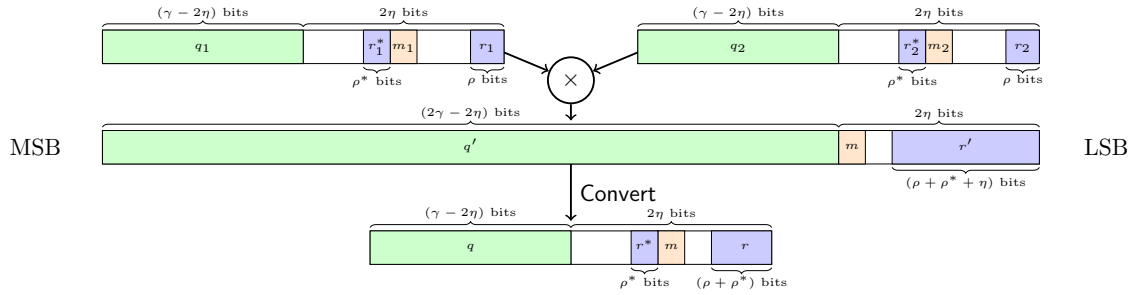 (γ − 2η) bits 2η bits (γ − 2η) bits 2η bits
q₁ r₁* m₁ r₁ q₂ r₂* m₂ r₂
ρ* bits ρ bits × ρ* bits ρ bits
(2γ − 2η) bits 2η bits
MSB q′ m r′ LSB
(ρ + ρ* + η) bits
Convert
(γ − 2η) bits 2η bits
q r* m r
ρ* bits (ρ + ρ*) bits